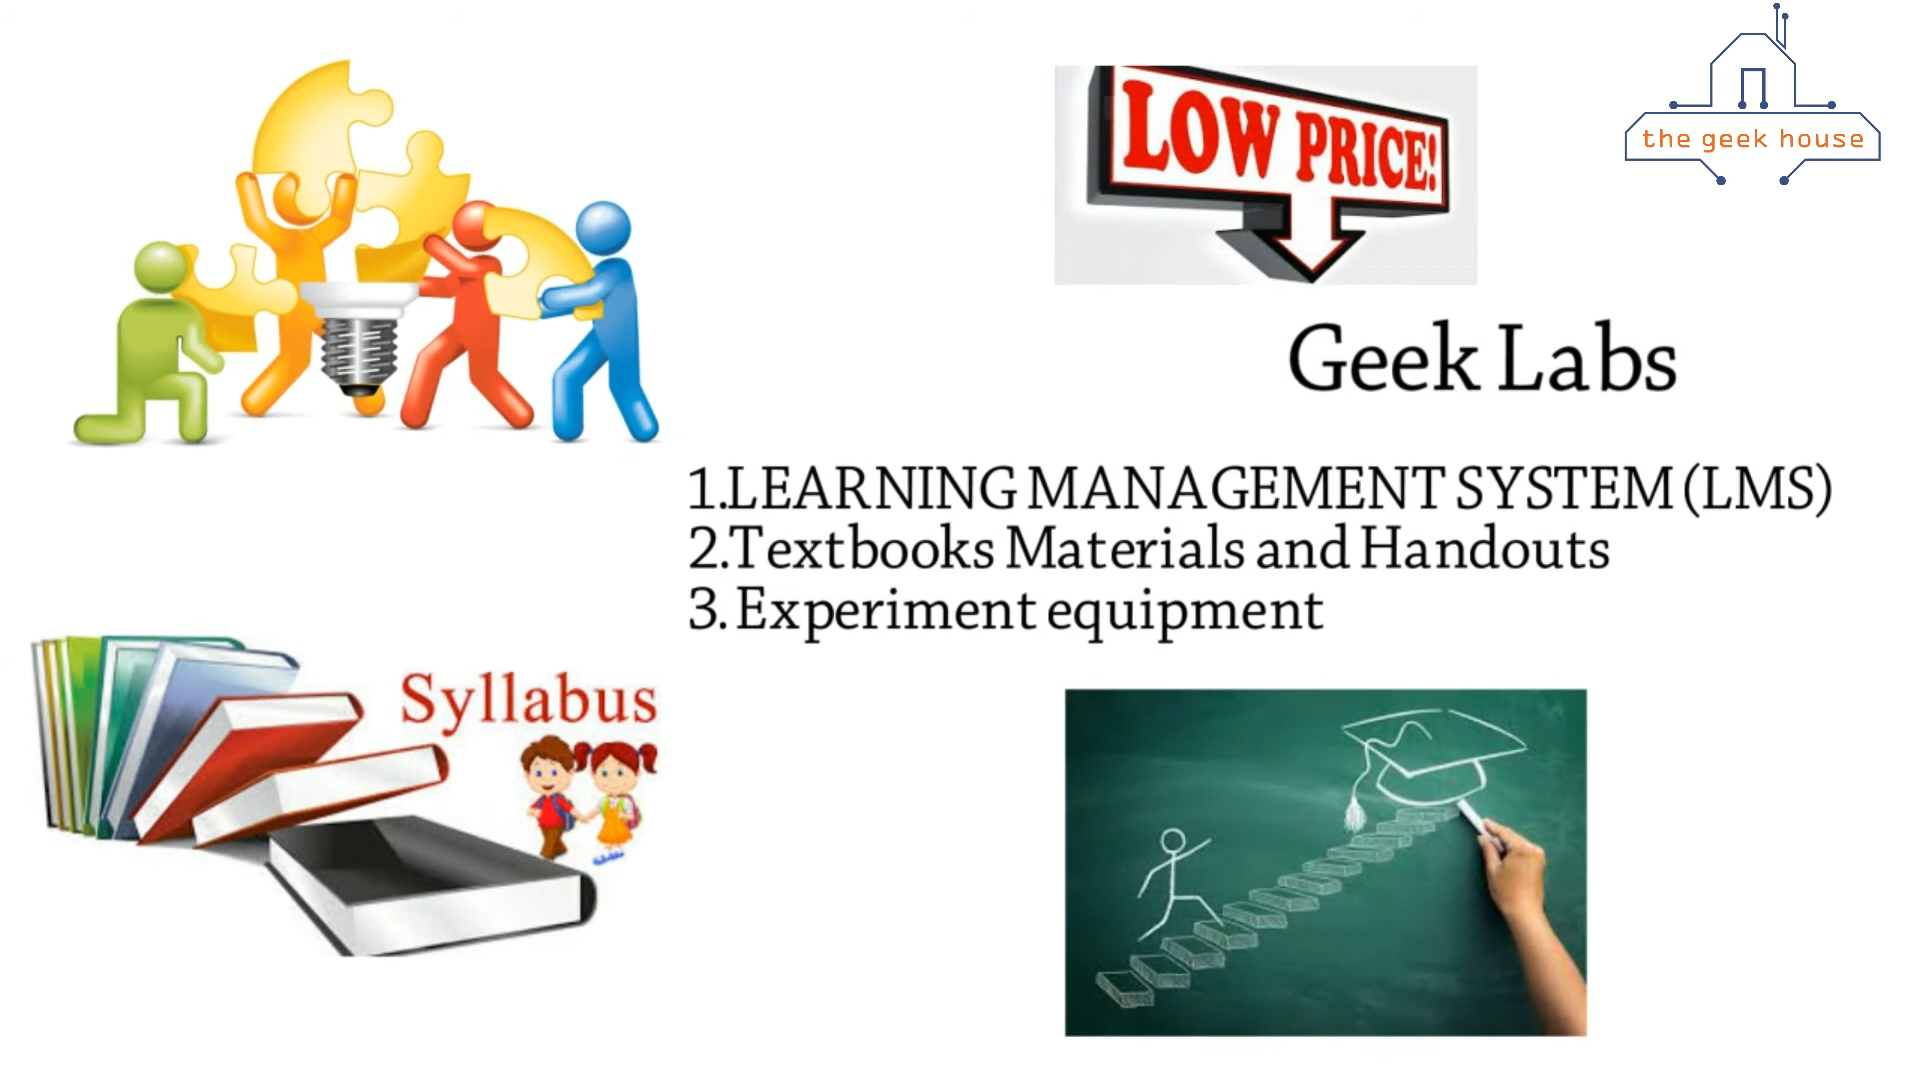 the geek house
LOW PRICE!
Geek Labs
1.LEARNING MANAGEMENT SYSTEM (LMS)
2.Textbooks Materials and Handouts
3.Experiment equipment
Syllabus